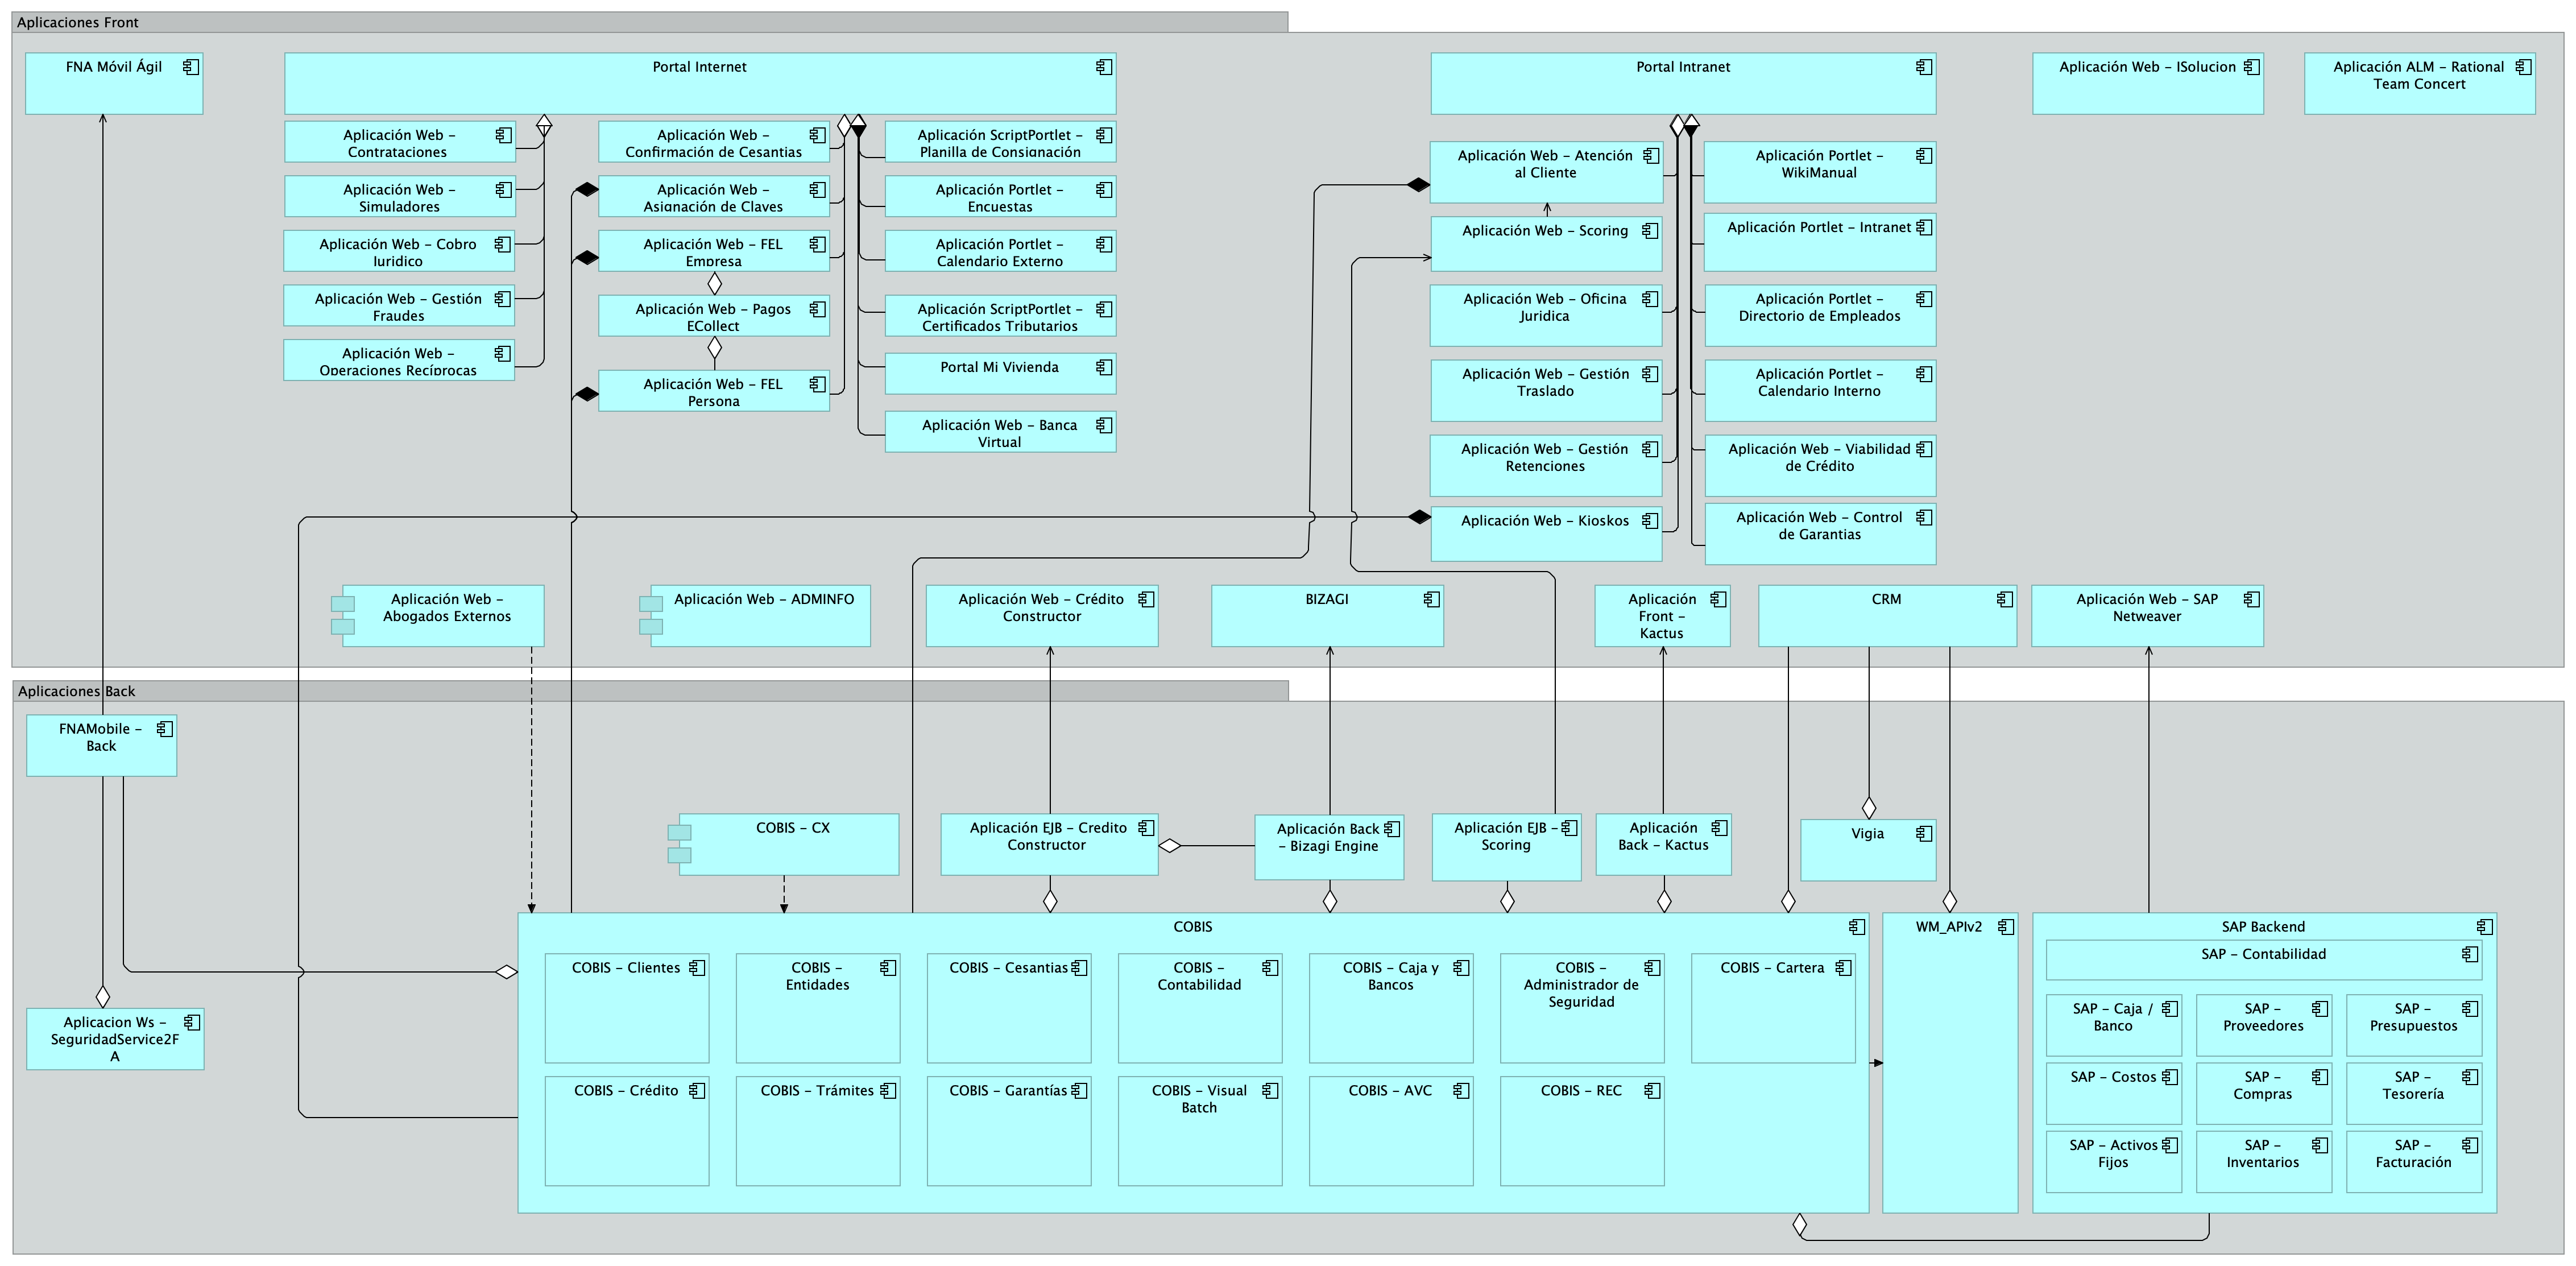 Aplicaciones Front
FNA Móvil Ágil
Portal Internet
Portal Intranet
Aplicación Web – ISolucion
Aplicación ALM – Rational
Team Concert
Aplicación Web –
Contrataciones
Aplicación Web –
Simuladores
Aplicación Web – Cobro
Juridico
Aplicación Web – Gestión
Fraudes
Aplicación Web –
Operaciones Recíprocas
Aplicación Web –
Confirmación de Cesantias
Aplicación Web –
Asignación de Claves
Aplicación Web – FEL
Empresa
Aplicación Web – Pagos
ECollect
Aplicación Web – FEL
Persona
Aplicación ScriptPortlet –
Planilla de Consignación
Aplicación Portlet –
Encuestas
Aplicación Portlet –
Calendario Externo
Aplicación ScriptPortlet –
Certificados Tributarios
Portal Mi Vivienda
Aplicación Web – Banca
Virtual
Aplicación Web – Atención
al Cliente
Aplicación Web – Scoring
Aplicación Web – Oficina
Juridica
Aplicación Web – Gestión
Traslado
Aplicación Web – Gestión
Retenciones
Aplicación Web – Kioskos
Aplicación Portlet –
WikiManual
Aplicación Portlet – Intranet
Aplicación Portlet –
Directorio de Empleados
Aplicación Portlet –
Calendario Interno
Aplicación Web – Viabilidad
de Crédito
Aplicación Web – Control
de Garantias
Aplicación Web –
Abogados Externos
Aplicación Web – ADMINFO
Aplicación Web – Crédito
Constructor
BIZAGI
Aplicación
Front –
Kactus
CRM
Aplicación Web – SAP
Netweaver
Aplicaciones Back
FNAMobile –
Back
COBIS – CX
Aplicación EJB – Credito
Constructor
Aplicación Back
– Bizagi Engine
Aplicación EJB –
Scoring
Aplicación
Back – Kactus
Vigia
Aplicacion Ws –
SeguridadService2F
A
COBIS
COBIS – Clientes
COBIS –
Entidades
COBIS – Cesantias
COBIS –
Contabilidad
COBIS – Caja y
Bancos
COBIS –
Administrador de
Seguridad
COBIS – Cartera
COBIS – Crédito
COBIS – Trámites
COBIS – Garantías
COBIS – Visual
Batch
COBIS – AVC
COBIS – REC
WM_APIv2
SAP Backend
SAP – Contabilidad
SAP – Caja /
Banco
SAP –
Proveedores
SAP –
Presupuestos
SAP – Costos
SAP –
Compras
SAP –
Tesorería
SAP – Activos
Fijos
SAP –
Inventarios
SAP –
Facturación